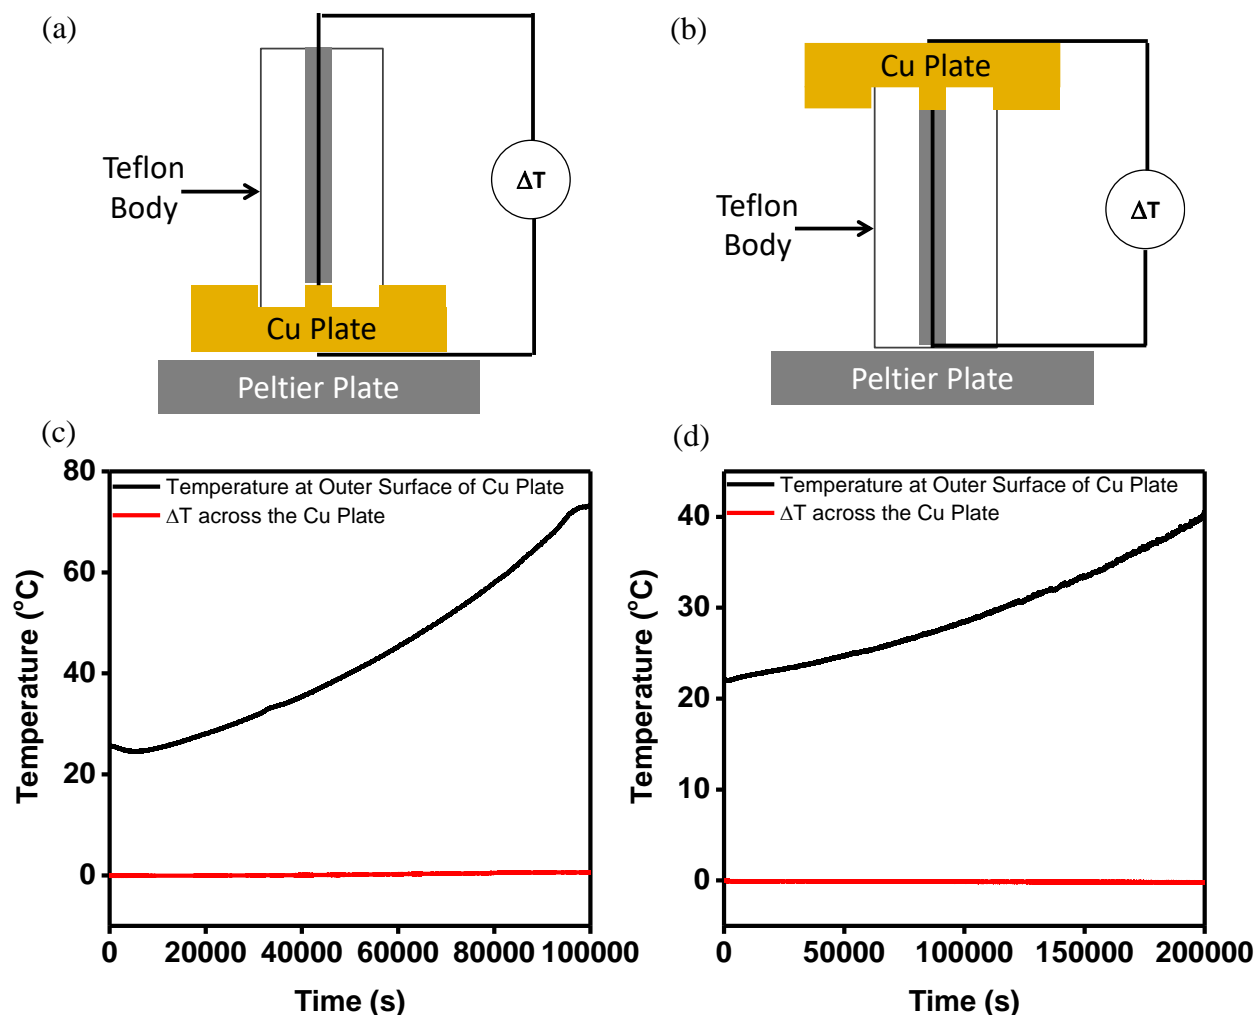 (a)
Teflon
Body
ΔT
Cu Plate
Peltier Plate
(b)
Cu Plate
Teflon
Body
ΔT
Peltier Plate
(c)
80
60
40
20
0
Temperature (°C)
Temperature at Outer Surface of Cu Plate
ΔT across the Cu Plate
0 20000 40000 60000 80000 100000
Time (s)
(d)
40
30
20
10
0
Temperature (°C)
Temperature at Outer Surface of Cu Plate
ΔT across the Cu Plate
0 50000 100000 150000 200000
Time (s)